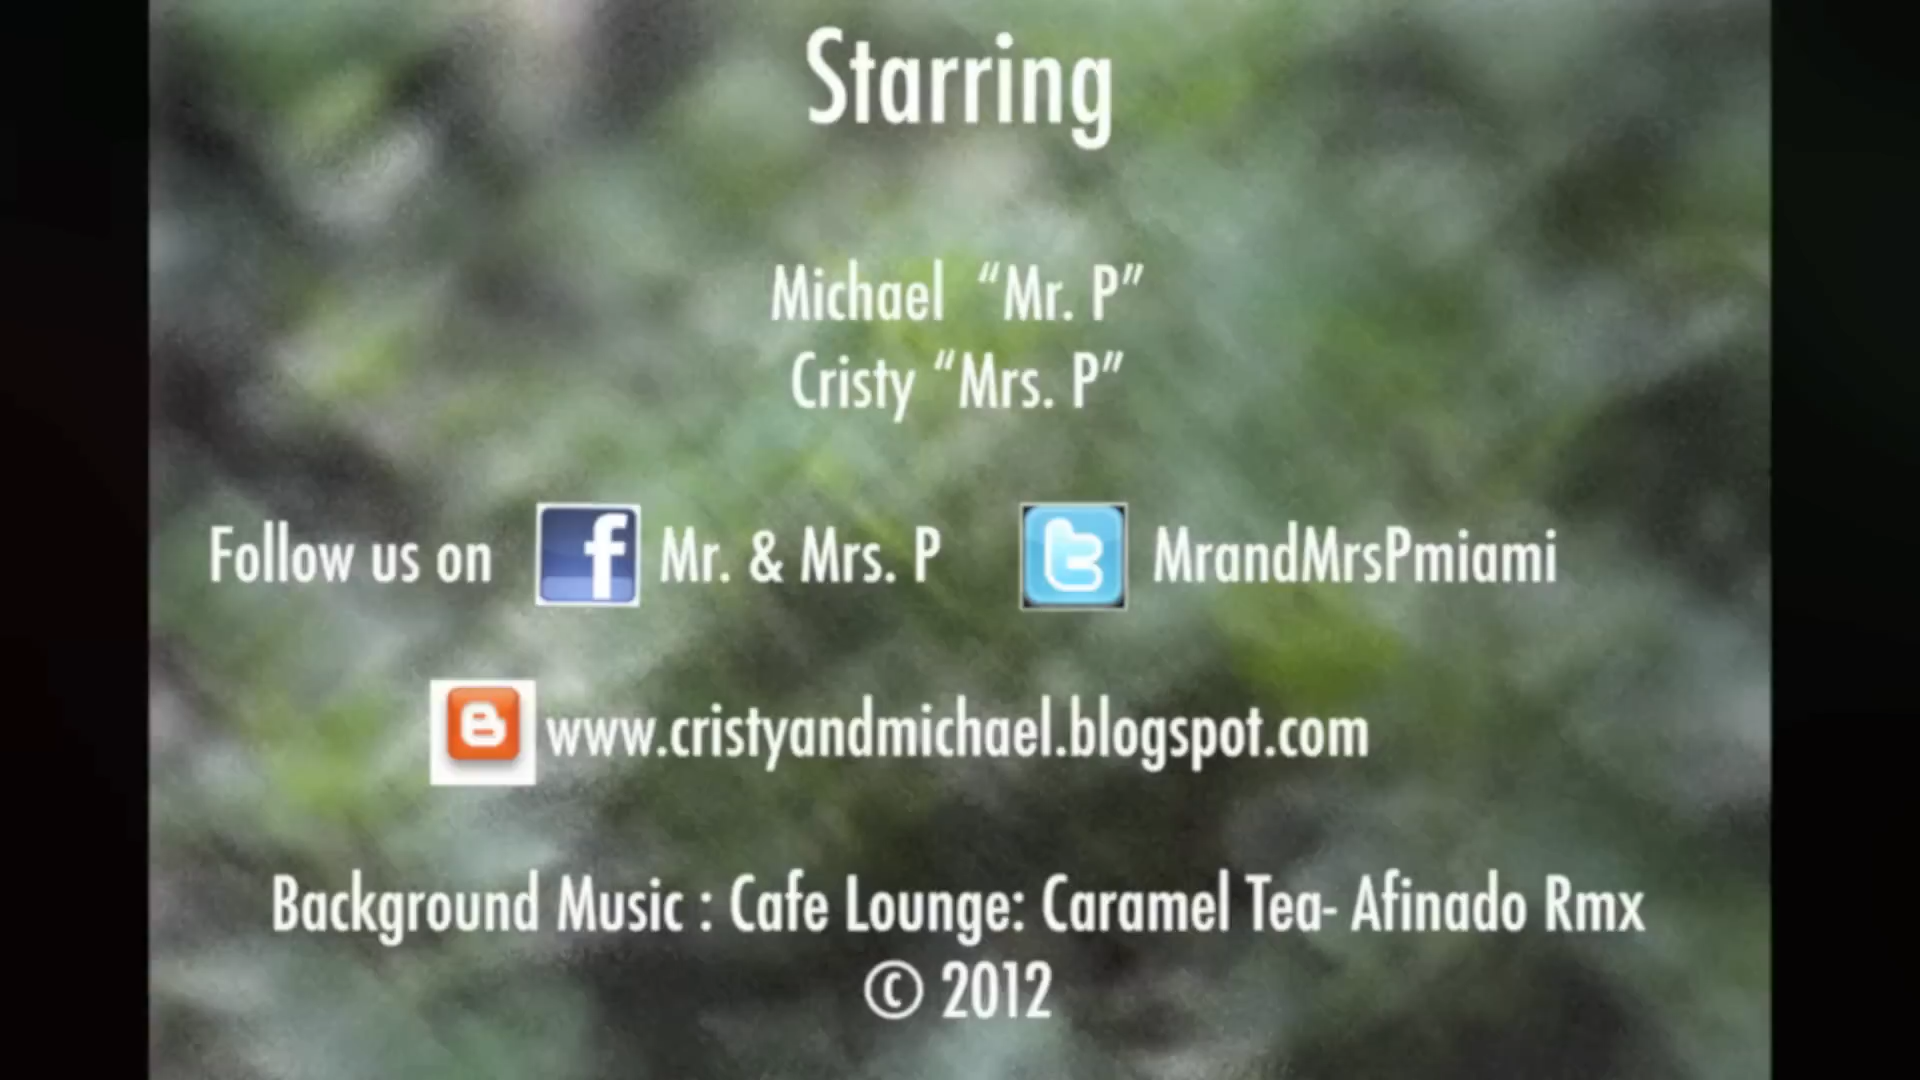 Starring
Michael “Mr. P”
Cristy “Mrs. P”
Follow us on f Mr. & Mrs. P t MrandMrsPmiami
B www.cristyandmichael.blogspot.com
Background Music : Cafe Lounge: Caramel Tea- Afinado Rmx
© 2012